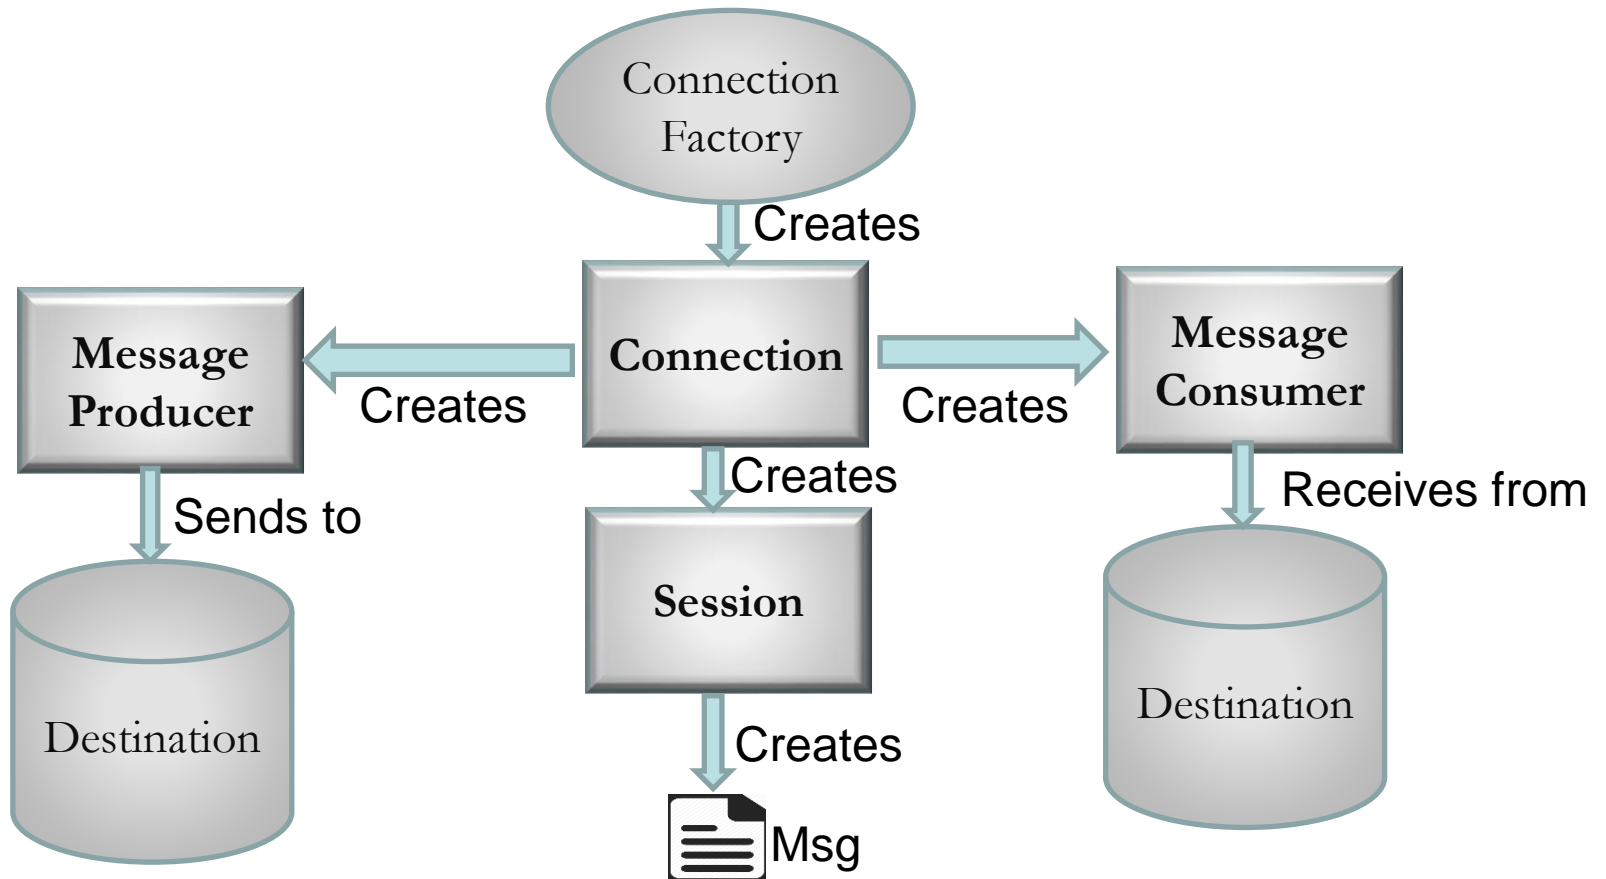 Connection
Factory
Creates
Message
Producer
Creates
Connection
Creates
Message
Consumer
Creates
Sends to
Receives from
Session
Destination
Destination
Creates
Msg